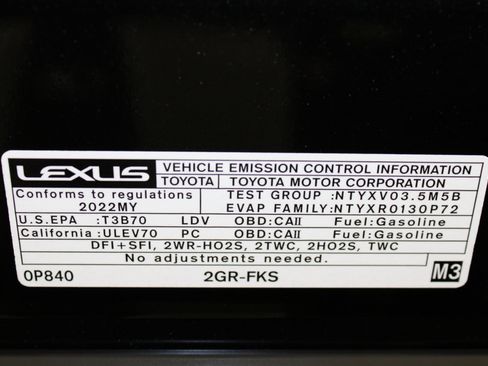 LEXUS VEHICLE EMISSION CONTROL INFORMATION
TOYOTA TOYOTA MOTOR CORPORATION
Conforms to regulations TEST GROUP :NTYXV03.5M5B
2022MY EVAP FAMILY:NTYXR0130P72
U.S.EPA :T3B70 LDV OBD:CAII Fuel:Gasoline
California :ULEV70 PC OBD:CAII Fuel:Gasoline
DFI+SFI, 2WR-HO2S, 2TWC, 2HO2S, TWC
No adjustments needed.
0P840 2GR-FKS M3